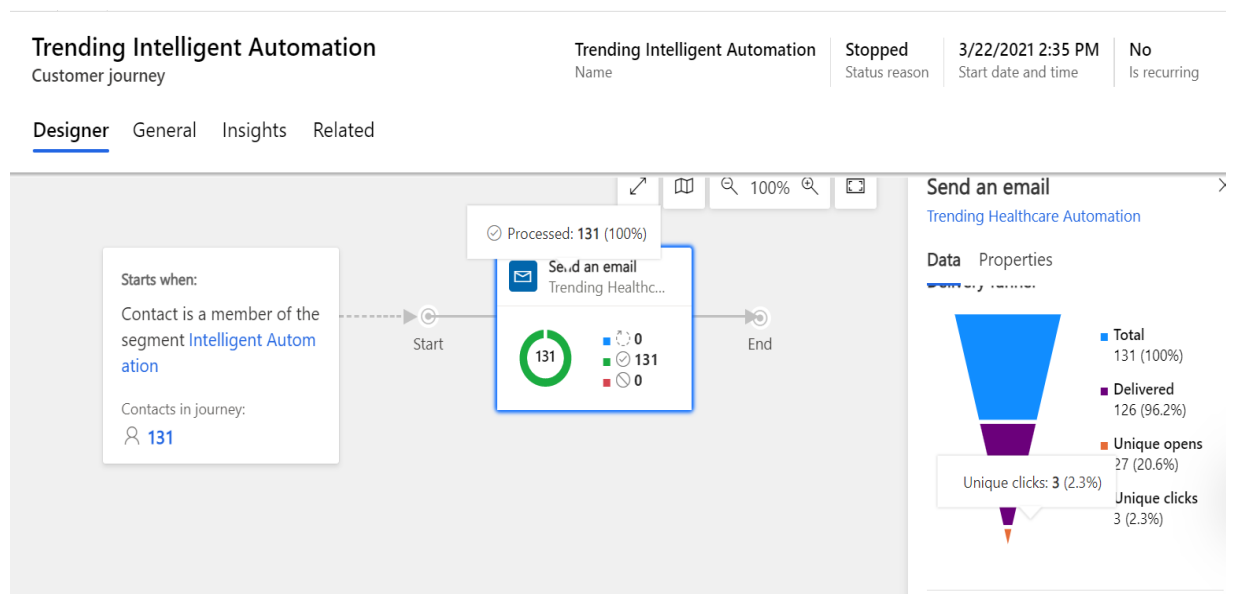 Trending Intelligent Automation
Customer journey
Trending Intelligent Automation
Name
Stopped
Status reason
3/22/2021 2:35 PM
Start date and time
No
Is recurring
Designer General Insights Related
100%
Processed: 131 (100%)
Starts when:
Contact is a member of the
segment Intelligent Autom
ation
Contacts in journey:
131
Start
Send an email
Trending Healthc...
131
0
131
0
End
Send an email
Trending Healthcare Automation
Data Properties
Delivery funnel
Total
131 (100%)
Delivered
126 (96.2%)
Unique opens
27 (20.6%)
Unique clicks: 3 (2.3%)
Unique clicks
3 (2.3%)